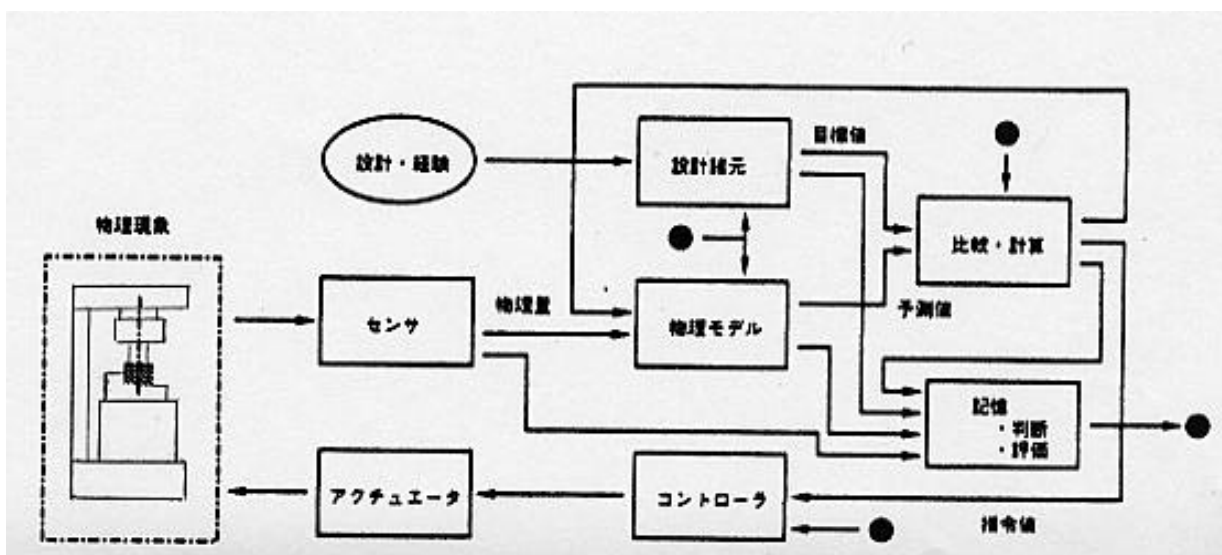 目標値
設計・経験
設計諸元
比較・計算
物理現象
物理量
センサ
物理モデル
予測値
記憶
・判断
・評価
アクチュエータ
コントローラ
指令値